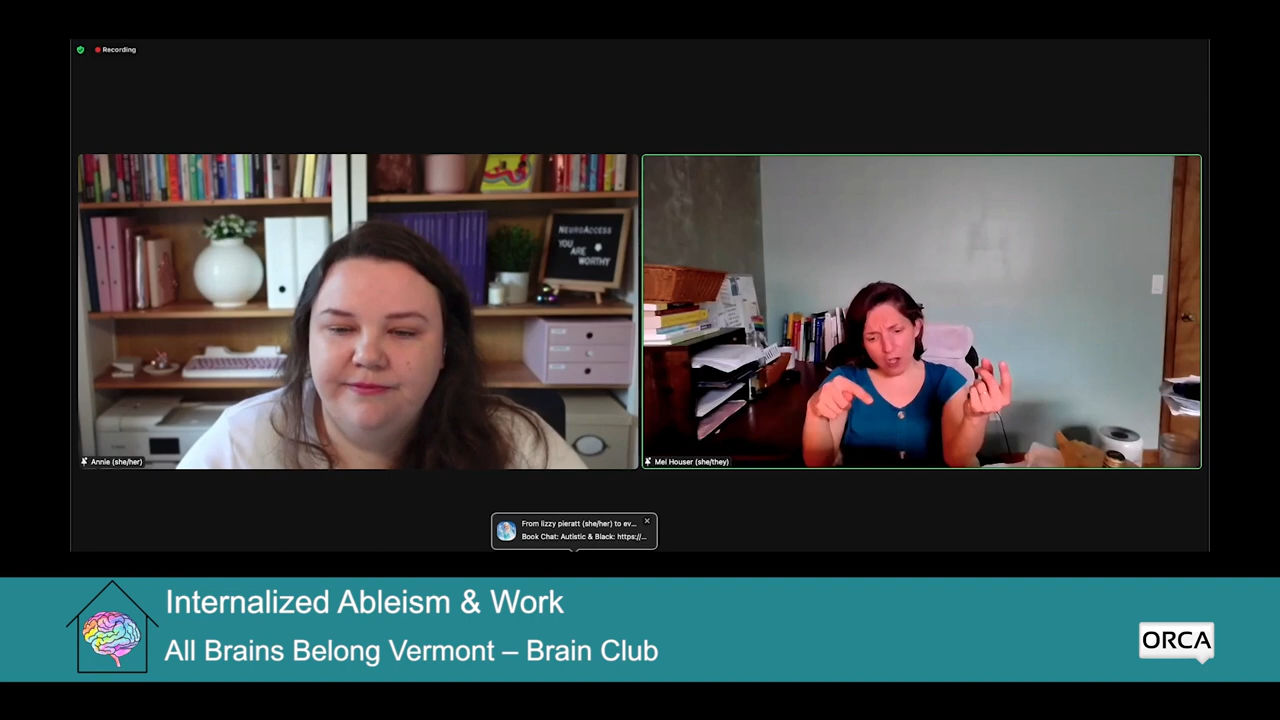 Recording
NEUROACCESS
YOU
ARE
WORTHY
Annie (she/her)
Mel Houser (she/they)
From lizzy pieratt (she/her) to ev...
Book Chat: Autistic & Black: https://...
Internalized Ableism & Work
All Brains Belong Vermont – Brain Club
ORCA